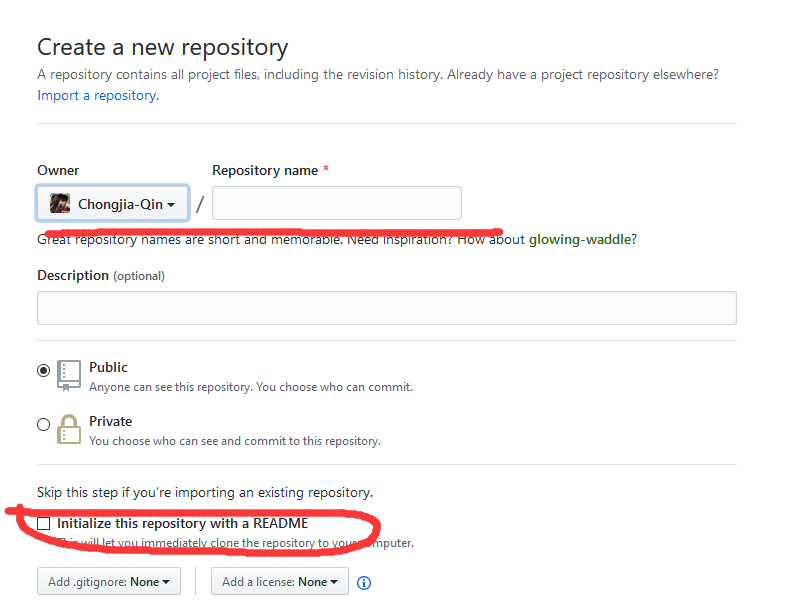 Create a new repository
A repository contains all project files, including the revision history. Already have a project repository elsewhere?
Import a repository.
Owner
Repository name *
Chongjia-Qin
/
Great repository names are short and memorable. Need inspiration? How about glowing-waddle?
Description (optional)
Public
Anyone can see this repository. You choose who can commit.
Private
You choose who can see and commit to this repository.
Skip this step if you're importing an existing repository.
Initialize this repository with a README
This will let you immediately clone the repository to your computer.
Add .gitignore: None
Add a license: None